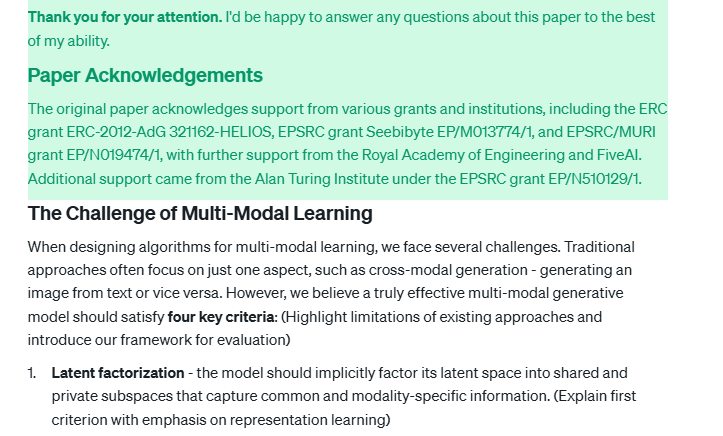 Thank you for your attention. I'd be happy to answer any questions about this paper to the best
of my ability.
Paper Acknowledgements
The original paper acknowledges support from various grants and institutions, including the ERC
grant ERC-2012-AdG 321162-HELIOS, EPSRC grant Seebibyte EP/M013774/1, and EPSRC/MURI
grant EP/N019474/1, with further support from the Royal Academy of Engineering and FiveAI.
Additional support came from the Alan Turing Institute under the EPSRC grant EP/N510129/1.
The Challenge of Multi-Modal Learning
When designing algorithms for multi-modal learning, we face several challenges. Traditional
approaches often focus on just one aspect, such as cross-modal generation - generating an
image from text or vice versa. However, we believe a truly effective multi-modal generative
model should satisfy four key criteria: (Highlight limitations of existing approaches and
introduce our framework for evaluation)
1. Latent factorization - the model should implicitly factor its latent space into shared and
private subspaces that capture common and modality-specific information. (Explain first
criterion with emphasis on representation learning)